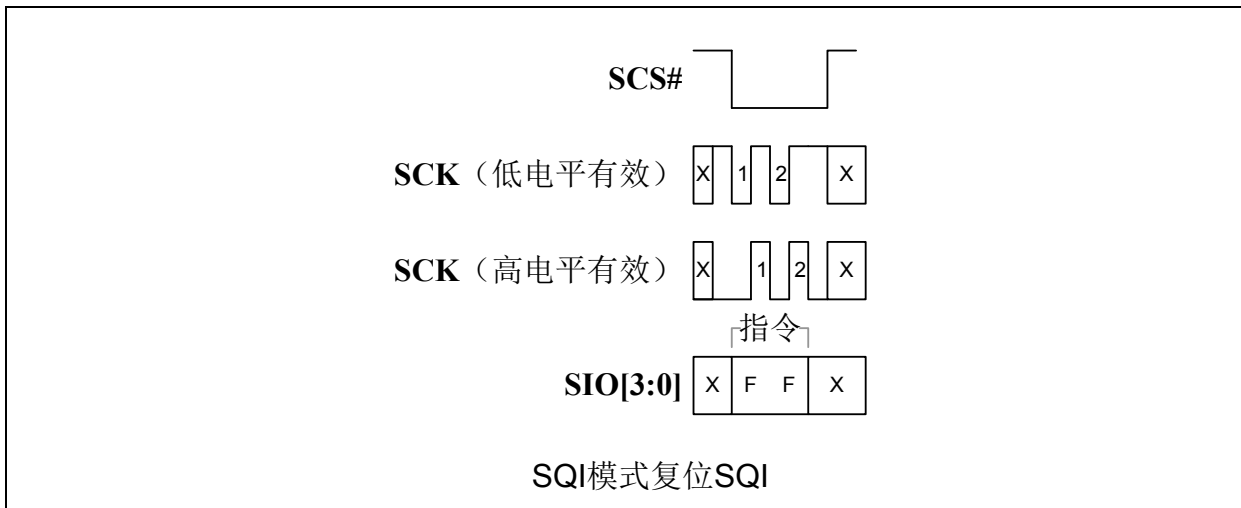 SCS#
SCK（低电平有效） X 1 2 X
SCK（高电平有效） X 1 2 X
指令
SIO[3:0] X F F X
SQI模式复位SQI